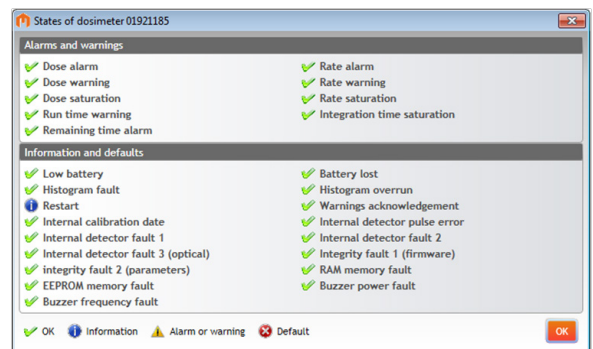 States of dosimeter 01921185
Alarms and warnings
Dose alarm
Rate alarm
Dose warning
Rate warning
Dose saturation
Rate saturation
Run time warning
Integration time saturation
Remaining time alarm
Information and defaults
Low battery
Battery lost
Histogram fault
Histogram overrun
Restart
Warnings acknowledgement
Internal calibration date
Internal detector pulse error
Internal detector fault 1
Internal detector fault 2
Internal detector fault 3 (optical)
Integrity fault 1 (firmware)
integrity fault 2 (parameters)
RAM memory fault
EEPROM memory fault
Buzzer power fault
Buzzer frequency fault
OK Information Alarm or warning Default
OK